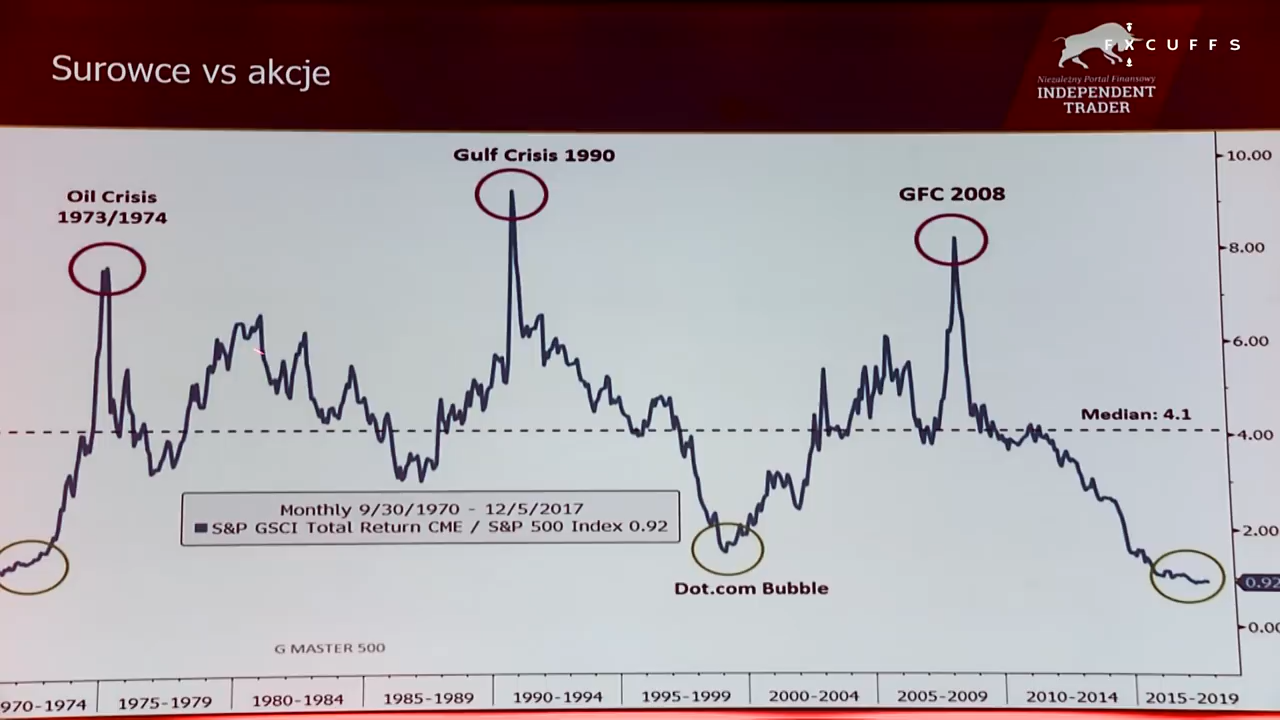 Surowce vs akcje
FXCUFFS
Niezależny Portal Finansowy
INDEPENDENT
TRADER
Gulf Crisis 1990
10.00
Oil Crisis
1973/1974
GFC 2008
8.00
6.00
Median: 4.1
4.00
Monthly 9/30/1970 - 12/5/2017
S&P GSCI Total Return CME / S&P 500 Index 0.92
2.00
Dot.com Bubble
0.92
0.00
G MASTER 500
970-1974 1975-1979 1980-1984 1985-1989 1990-1994 1995-1999 2000-2004 2005-2009 2010-2014 2015-2019